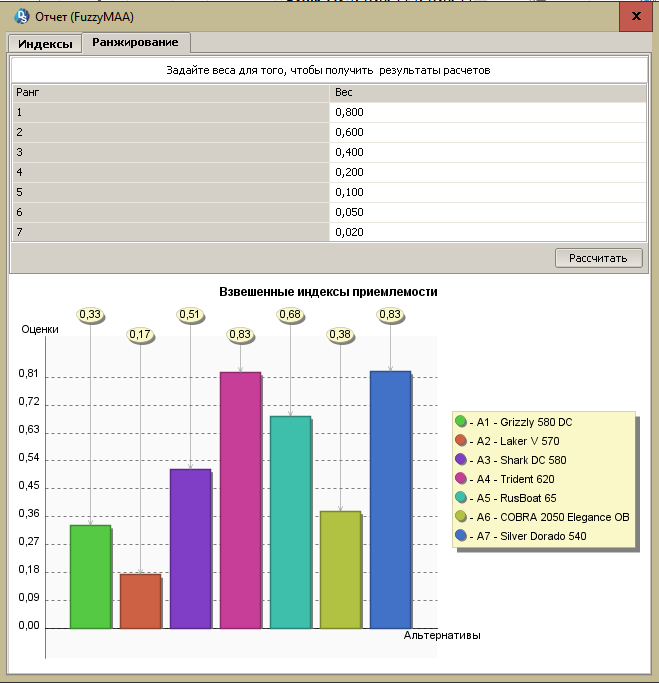 Отчет (FuzzyMAA)
Индексы Ранжирование
Задайте веса для того, чтобы получить результаты расчетов
Ранг Вес
1 0,800
2 0,600
3 0,400
4 0,200
5 0,100
6 0,050
7 0,020
Рассчитать
Взвешенные индексы приемлемости
0,33 0,17 0,51 0,83 0,68 0,38 0,83
Оценки
0,81
0,72
0,63
0,54
0,45
0,36
0,27
0,18
0,09
0,00
Альтернативы
- A1 - Grizzly 580 DC
- A2 - Laker V 570
- A3 - Shark DC 580
- A4 - Trident 620
- A5 - RusBoat 65
- A6 - COBRA 2050 Elegance OB
- A7 - Silver Dorado 540